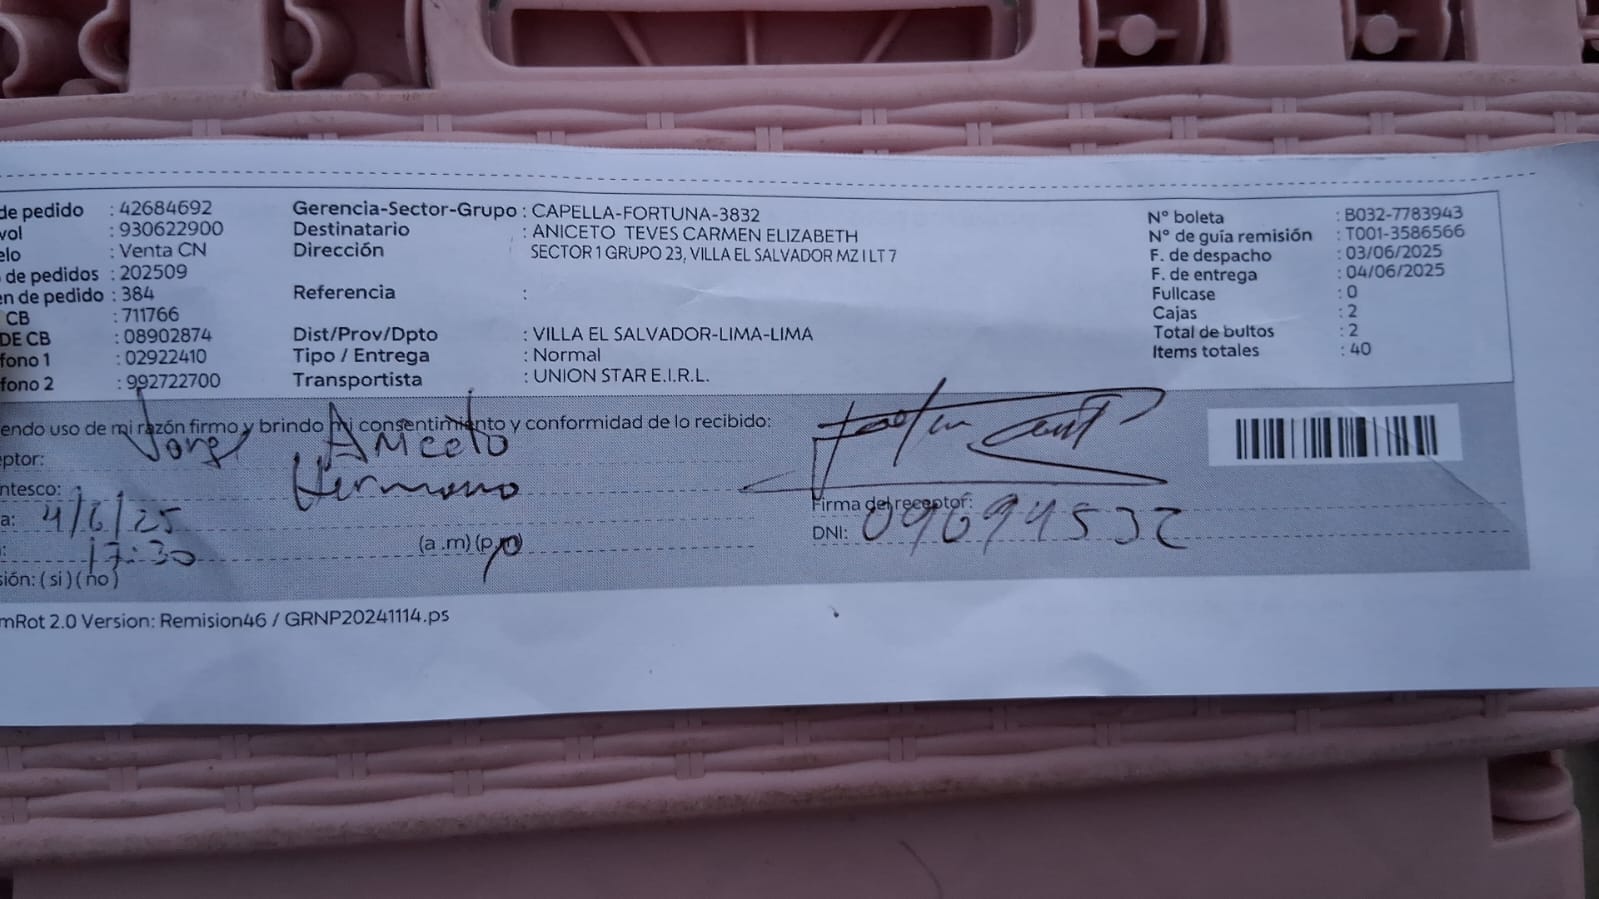 de pedido : 42684692 Gerencia-Sector-Grupo : CAPELLA-FORTUNA-3832 N° boleta : B032-7783943
vol : 930622900 Destinatario : ANICETO TEVES CARMEN ELIZABETH N° de guía remisión : T001-3586566
elo : Venta CN Dirección SECTOR 1 GRUPO 23, VILLA EL SALVADOR MZ I LT 7 F. de despacho : 03/06/2025
de pedidos : 202509 F. de entrega : 04/06/2025
en de pedido : 384 Referencia : Fullcase : 0
CB : 711766 Cajas : 2
DE CB : 08902874 Dist/Prov/Dpto : VILLA EL SALVADOR-LIMA-LIMA Total de bultos : 2
fono 1 : 02922410 Tipo / Entrega : Normal Items totales : 40
fono 2 : 992722700 Transportista : UNION STAR E.I.R.L.
endo uso de mi razón firmo y brindo mi consentimiento y conformidad de lo recibido:
ptor: Jorge Aniceto
ntesco: Hermano Firma del receptor:
a: 4/6/25 DNI: 09694532
: 17:30 (a .m) (p
sión: ( si ) ( no )
mRot 2.0 Version: Remision46 / GRNP20241114.ps